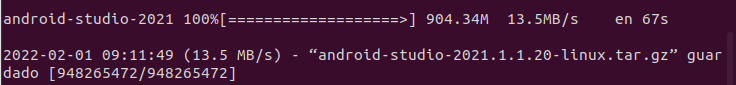 android-studio-2021 100%[===================>] 904.34M  13.5MB/s    en 67s
2022-02-01 09:11:49 (13.5 MB/s) - “android-studio-2021.1.1.20-linux.tar.gz” guar
dado [948265472/948265472]